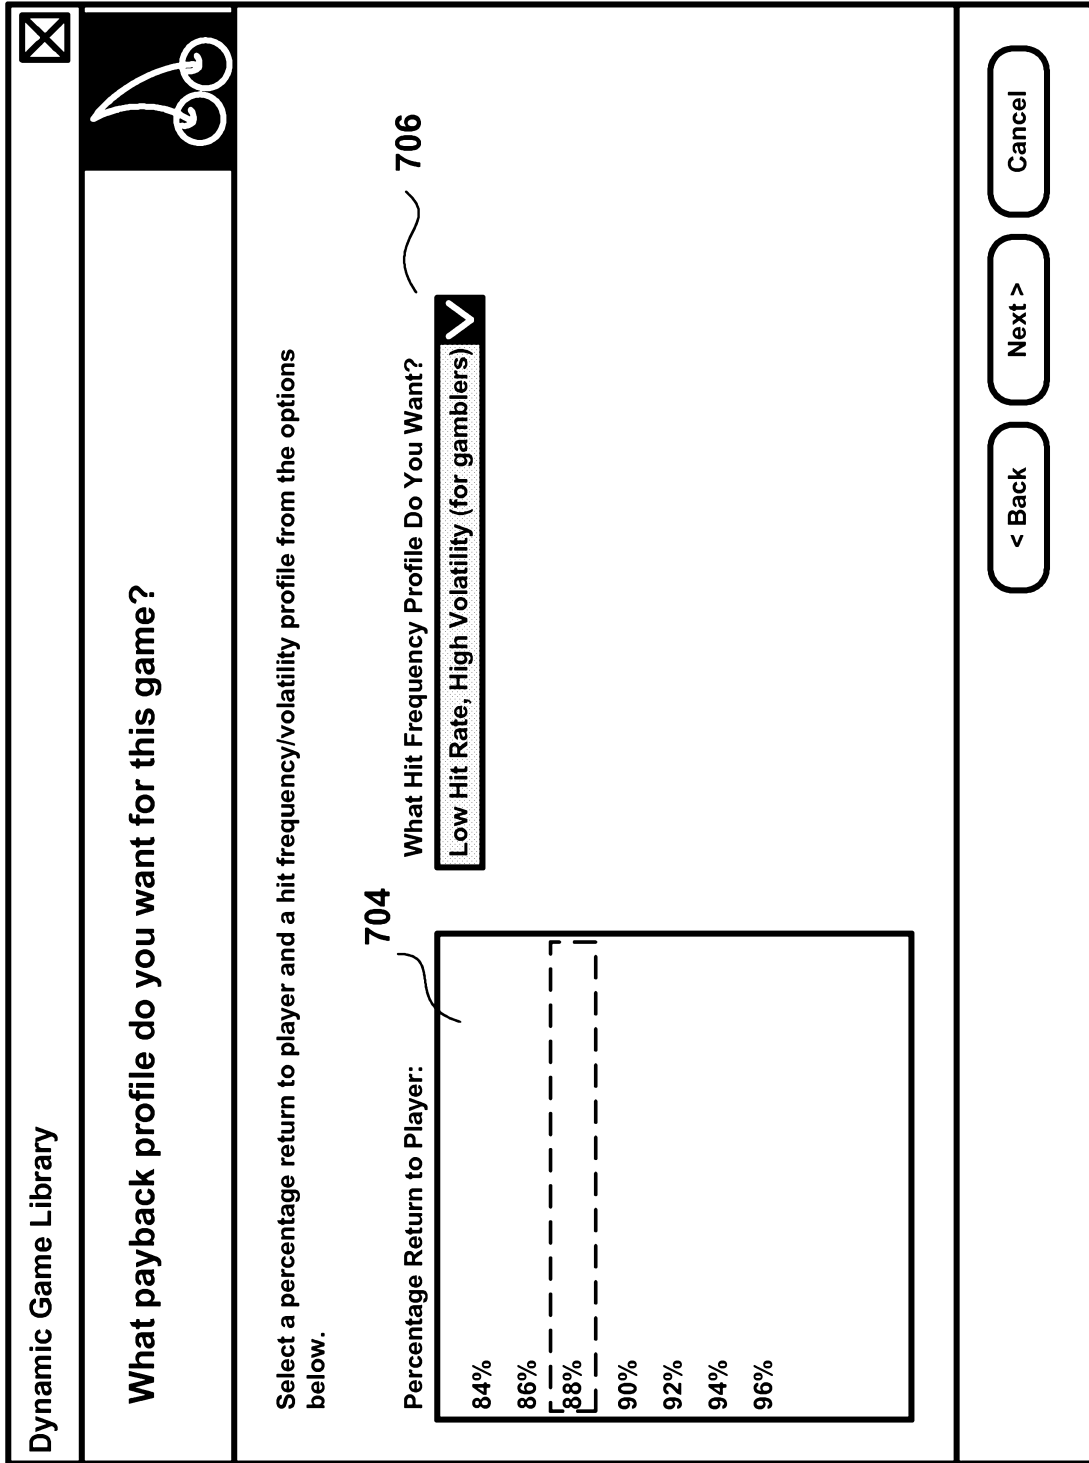 Dynamic Game Library
What payback profile do you want for this game?
Select a percentage return to player and a hit frequency/volatility profile from the options
below.
704
706
Percentage Return to Player:
84%
86%
88%
90%
92%
94%
96%
What Hit Frequency Profile Do You Want?
Low Hit Rate, High Volatility (for gamblers)
< Back
Next >
Cancel